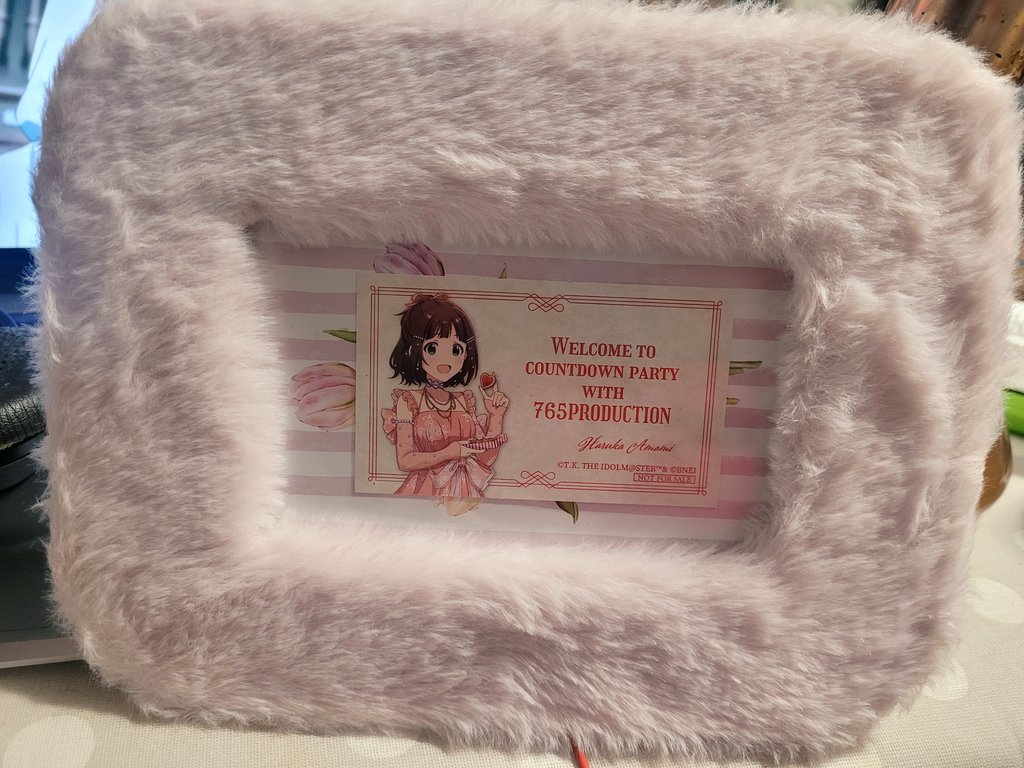 WELCOME TO
COUNTDOWN PARTY
WITH
765PRODUCTION
Haruka Amami
©T.K. THE IDOLM@STER™& ©BNEI
NOT FOR SALE